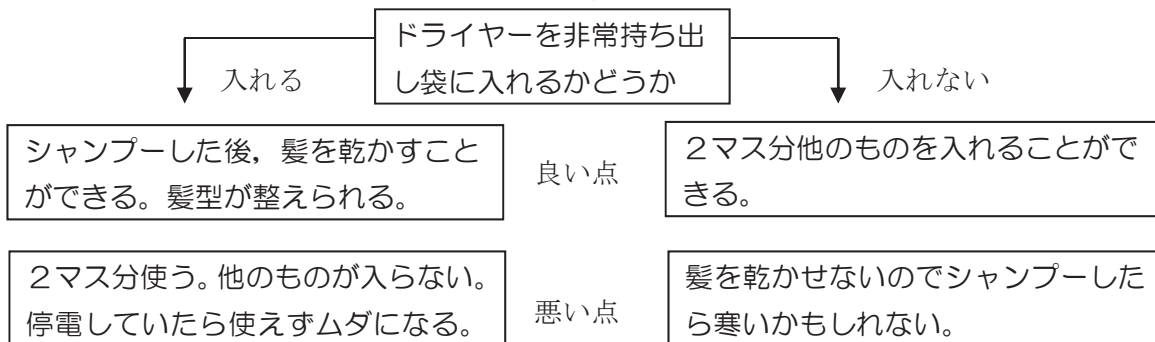 ドライヤーを非常持ち出
し袋に入れるかどうか
入れる
入れない
シャンプーした後，髪を乾かすこと
ができる。髪型が整えられる。
良い点
２マス分他のものを入れることがで
きる。
２マス分使う。他のものが入らない。
停電していたら使えずムダになる。
悪い点
髪を乾かせないのでシャンプーした
ら寒いかもしれない。